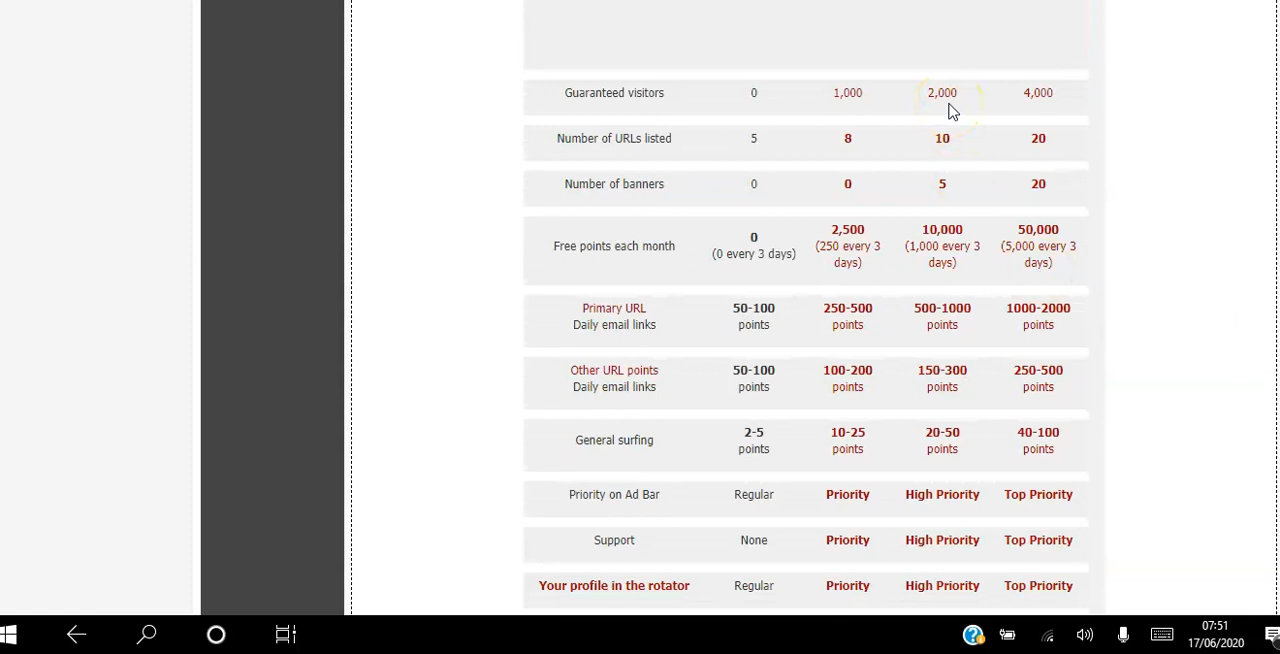 Guaranteed visitors 0 1,000 2,000 4,000
Number of URLs listed 5 8 10 20
Number of banners 0 0 5 20
Free points each month 0 (0 every 3 days) 2,500 (250 every 3 days) 10,000 (1,000 every 3 days) 50,000 (5,000 every 3 days)
Primary URL 50-100 250-500 500-1000 1000-2000
Daily email links points points points points
Other URL points 50-100 100-200 150-300 250-500
Daily email links points points points points
General surfing 2-5 points 10-25 points 20-50 points 40-100 points
Priority on Ad Bar Regular Priority High Priority Top Priority
Support None Priority High Priority Top Priority
Your profile in the rotator Regular Priority High Priority Top Priority
07:51
17/06/2020